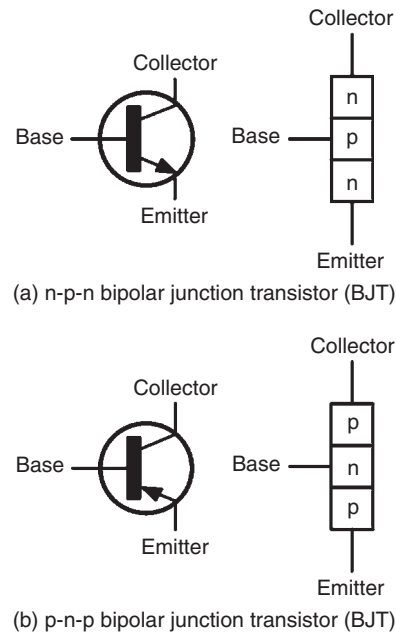 Collector
Collector
n
Base
Base
p
n
Emitter
Emitter
(a) n-p-n bipolar junction transistor (BJT)
Collector
Collector
p
Base
Base
n
p
Emitter
Emitter
(b) p-n-p bipolar junction transistor (BJT)